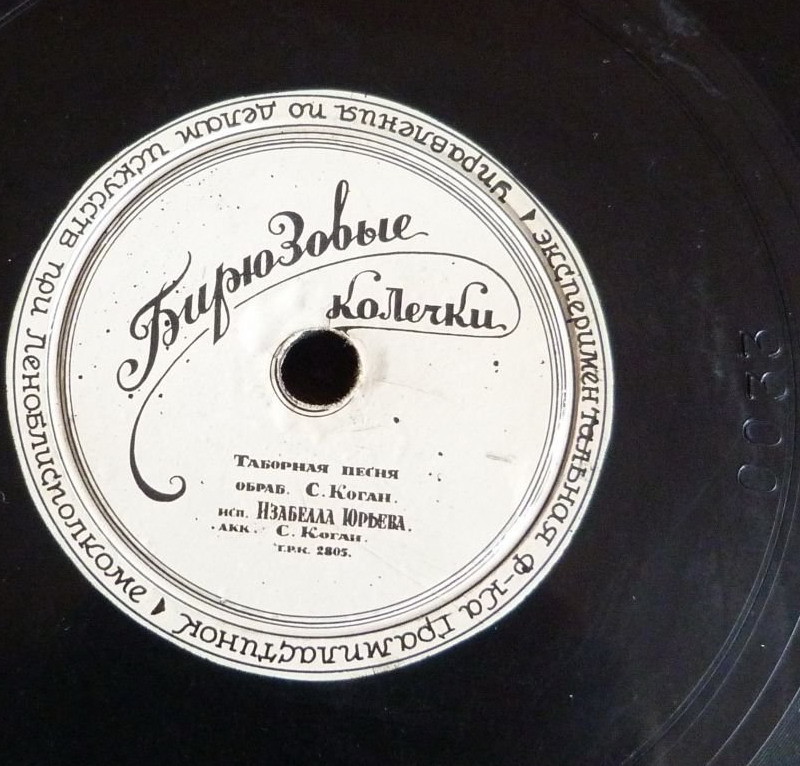 Бирюзовые
колечки
Таборная песня
обраб. С. Коган.
исп. Изабелла Юрьева.
акк. С. Коган.
г.р.к. 2805.
экспериментальная ф-ка грампластинок управления по делам искусств при Леноблисполкоме
0033